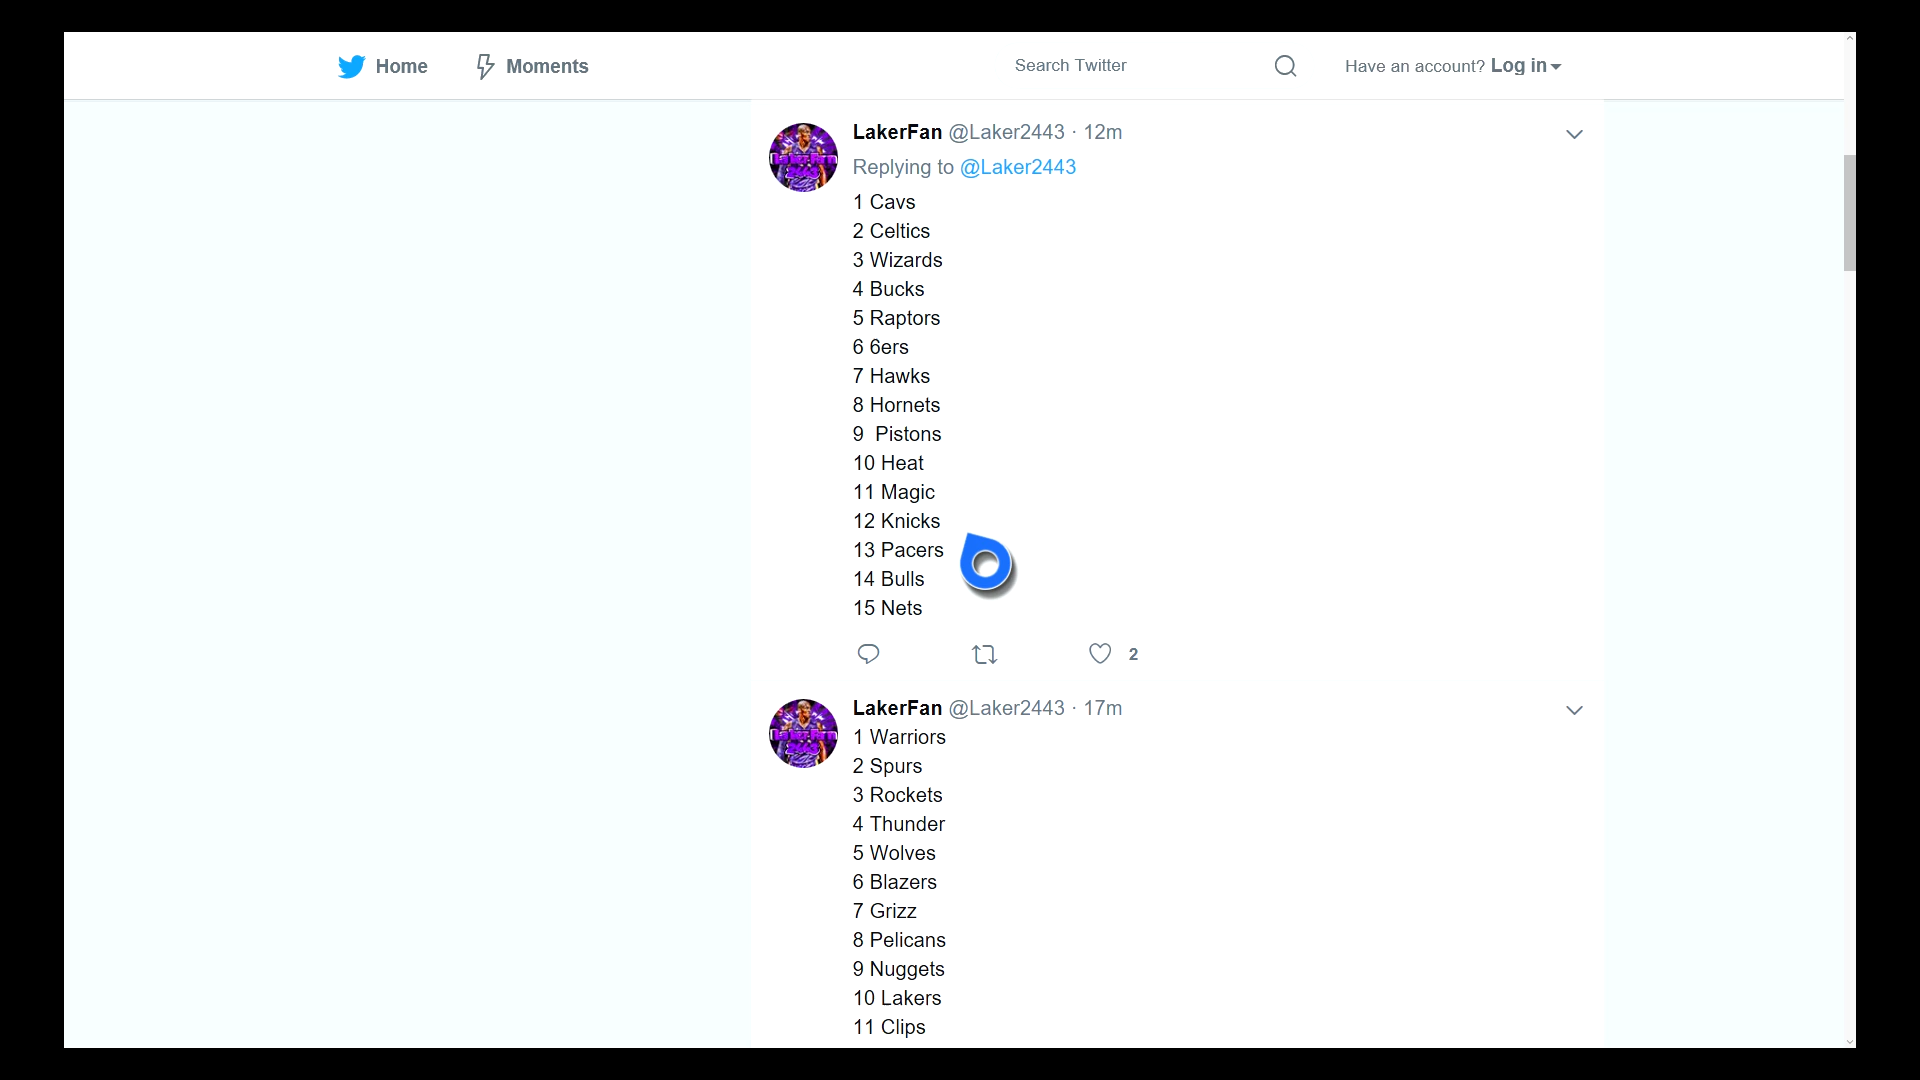 Home Moments Search Twitter Have an account? Log in
LakerFan @Laker2443 · 12m
Replying to @Laker2443
1 Cavs
2 Celtics
3 Wizards
4 Bucks
5 Raptors
6 6ers
7 Hawks
8 Hornets
9  Pistons
10 Heat
11 Magic
12 Knicks
13 Pacers
14 Bulls
15 Nets
2
LakerFan @Laker2443 · 17m
1 Warriors
2 Spurs
3 Rockets
4 Thunder
5 Wolves
6 Blazers
7 Grizz
8 Pelicans
9 Nuggets
10 Lakers
11 Clips